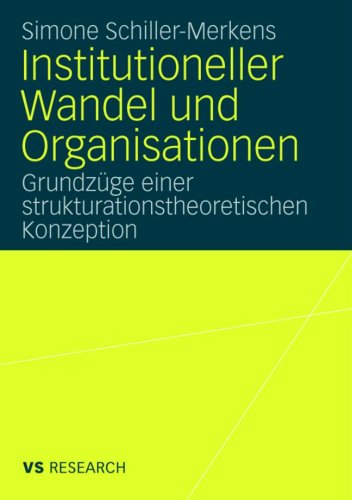 Simone Schiller-Merkens
Institutioneller
Wandel und
Organisationen
Grundzüge einer
strukturationstheoretischen
Konzeption
VS RESEARCH